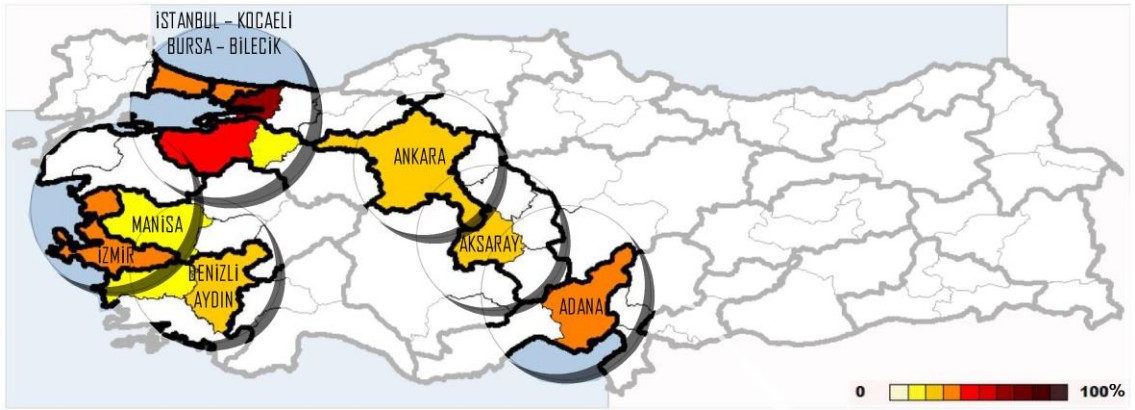 İSTANBUL – KOCAELİ
BURSA – BİLECİK
ANKARA
MANİSA
AKSARAY
İZMİR
DENİZLİ
AYDIN
ADANA
0
100%